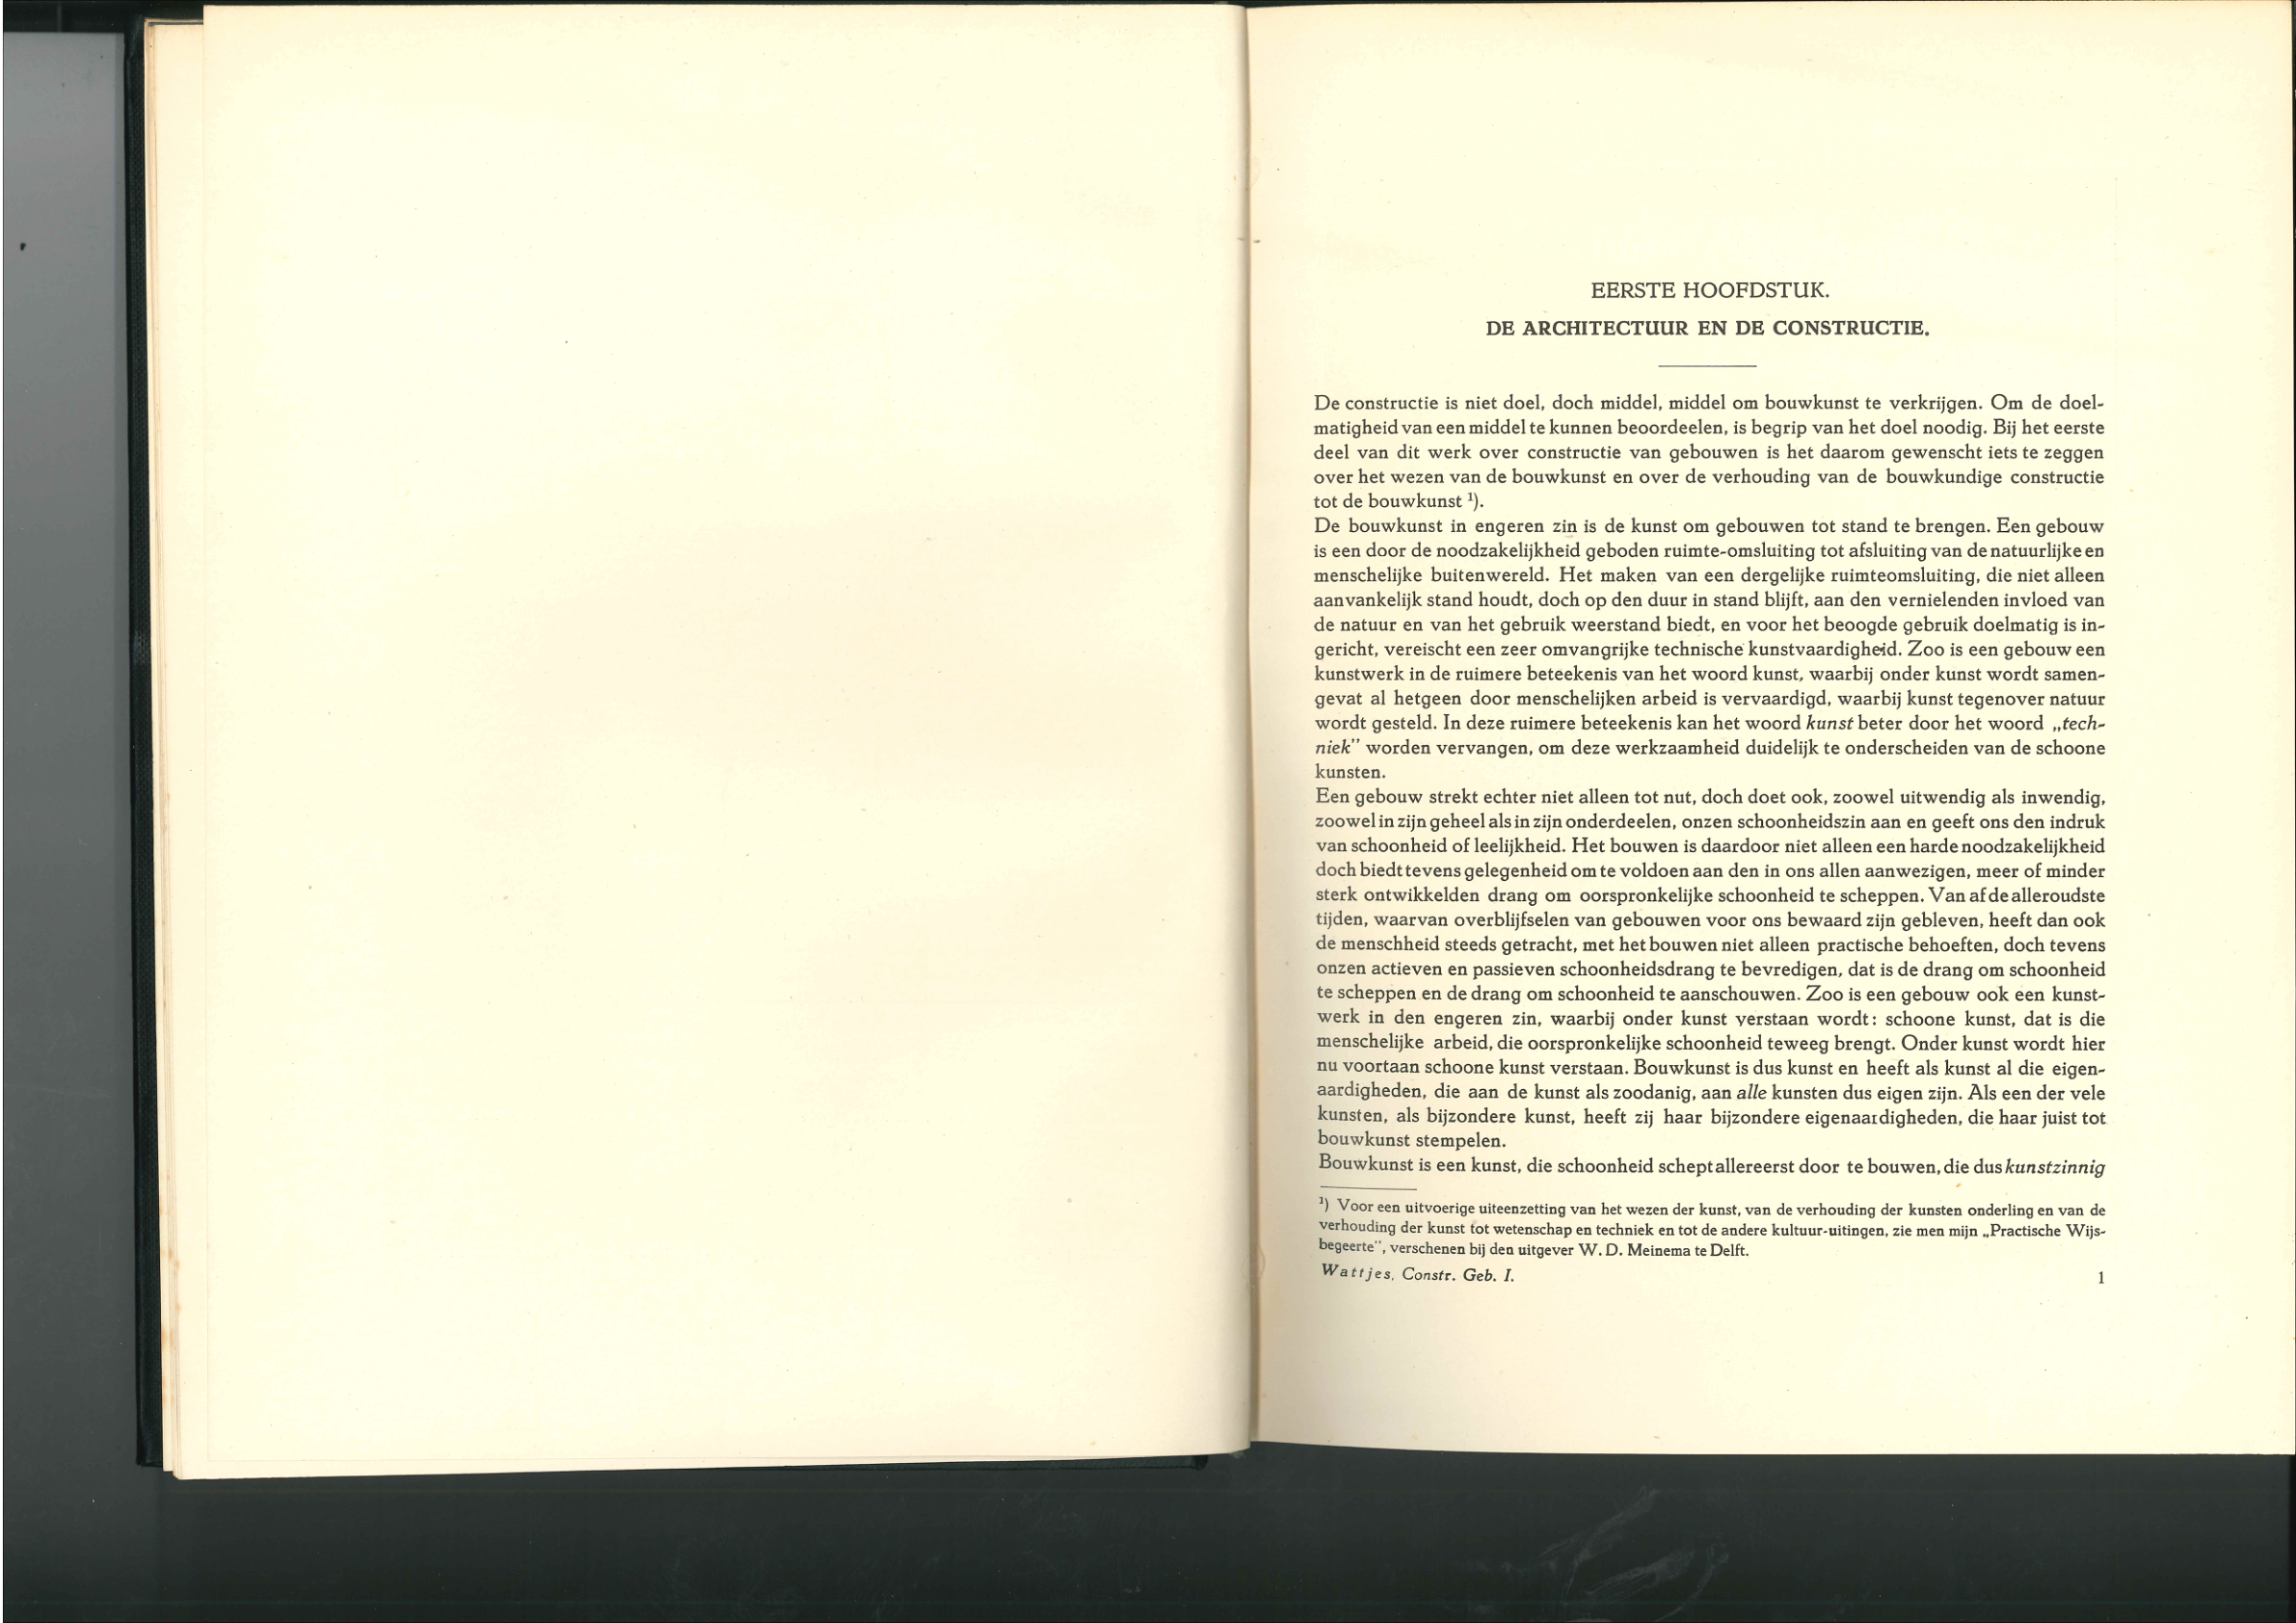 EERSTE HOOFDSTUK.
DE ARCHITECTUUR EN DE CONSTRUCTIE.
De constructie is niet doel, doch middel, middel om bouwkunst te verkrijgen. Om de doel-
matigheid van een middel te kunnen beoordeelen, is begrip van het doel noodig. Bij het eerste
deel van dit werk over constructie van gebouwen is het daarom gewenscht iets te zeggen
over het wezen van de bouwkunst en over de verhouding van de bouwkundige constructie
tot de bouwkunst ¹).
De bouwkunst in engeren zin is de kunst om gebouwen tot stand te brengen. Een gebouw
is een door de noodzakelijkheid geboden ruimte-omsluiting tot afsluiting van de natuurlijke en
menschelijke buitenwereld. Het maken van een dergelijke ruimteomsluiting, die niet alleen
aanvankelijk stand houdt, doch op den duur in stand blijft, aan den vernielenden invloed van
de natuur en van het gebruik weerstand biedt, en voor het beoogde gebruik doelmatig is in-
gericht, vereischt een zeer omvangrijke technische kunstvaardigheid. Zoo is een gebouw een
kunstwerk in de ruimere beteekenis van het woord kunst, waarbij onder kunst wordt samen-
gevat al hetgeen door menschelijken arbeid is vervaardigd, waarbij kunst tegenover natuur
wordt gesteld. In deze ruimere beteekenis kan het woord kunst beter door het woord „tech-
niek" worden vervangen, om deze werkzaamheid duidelijk te onderscheiden van de schoone
kunsten.
Een gebouw strekt echter niet alleen tot nut, doch doet ook, zoowel uitwendig als inwendig,
zoowel in zijn geheel als in zijn onderdeelen, onzen schoonheidszin aan en geeft ons den indruk
van schoonheid of leelijkheid. Het bouwen is daardoor niet alleen een harde noodzakelijkheid
doch biedt tevens gelegenheid om te voldoen aan den in ons allen aanwezigen, meer of minder
sterk ontwikkelden drang om oorspronkelijke schoonheid te scheppen. Van af de alleroudste
tijden, waarvan overblijfselen van gebouwen voor ons bewaard zijn gebleven, heeft dan ook
de menschheid steeds getracht, met het bouwen niet alleen practische behoeften, doch tevens
onzen actieven en passieven schoonheidsdrang te bevredigen, dat is de drang om schoonheid
te scheppen en de drang om schoonheid te aanschouwen. Zoo is een gebouw ook een kunst-
werk in den engeren zin, waarbij onder kunst verstaan wordt: schoone kunst, dat is die
menschelijke arbeid, die oorspronkelijke schoonheid teweeg brengt. Onder kunst wordt hier
nu voortaan schoone kunst verstaan. Bouwkunst is dus kunst en heeft als kunst al die eigen-
aardigheden, die aan de kunst als zoodanig, aan alle kunsten dus eigen zijn. Als een der vele
kunsten, als bijzondere kunst, heeft zij haar bijzondere eigenaardigheden, die haar juist tot
bouwkunst stempelen.
Bouwkunst is een kunst, die schoonheid schept allereerst door te bouwen, die dus kunstzinnig
¹) Voor een uitvoerige uiteenzetting van het wezen der kunst, van de verhouding der kunsten onderling en van de
verhouding der kunst tot wetenschap en techniek en tot de andere kultuur-uitingen, zie men mijn „Practische Wijs-
begeerte", verschenen bij den uitgever W. D. Meinema te Delft.
Wattjes, Constr. Geb. I. 1